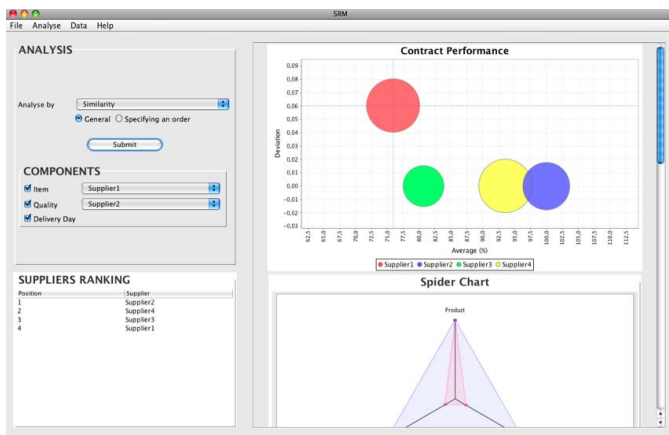 SRM
File Analyse Data Help
ANALYSIS
Analyse by Similarity
General Specifying an order
Submit
COMPONENTS
Item Supplier1
Quality Supplier2
Delivery Day
SUPPLIERS RANKING
Position Supplier
1 Supplier2
2 Supplier4
3 Supplier3
4 Supplier1
Contract Performance
0,09
0,08
0,07
0,06
0,05
0,04
0,03
0,02
0,01
0,00
-0,01
-0,02
-0,03
Deviation
62,5 65,0 67,5 70,0 72,5 75,0 77,5 80,0 82,5 85,0 87,5 90,0 92,5 95,0 97,5 100,0 102,5 105,0 107,5 110,0 112,5
Average (%)
Supplier1 Supplier2 Supplier3 Supplier4
Spider Chart
Product